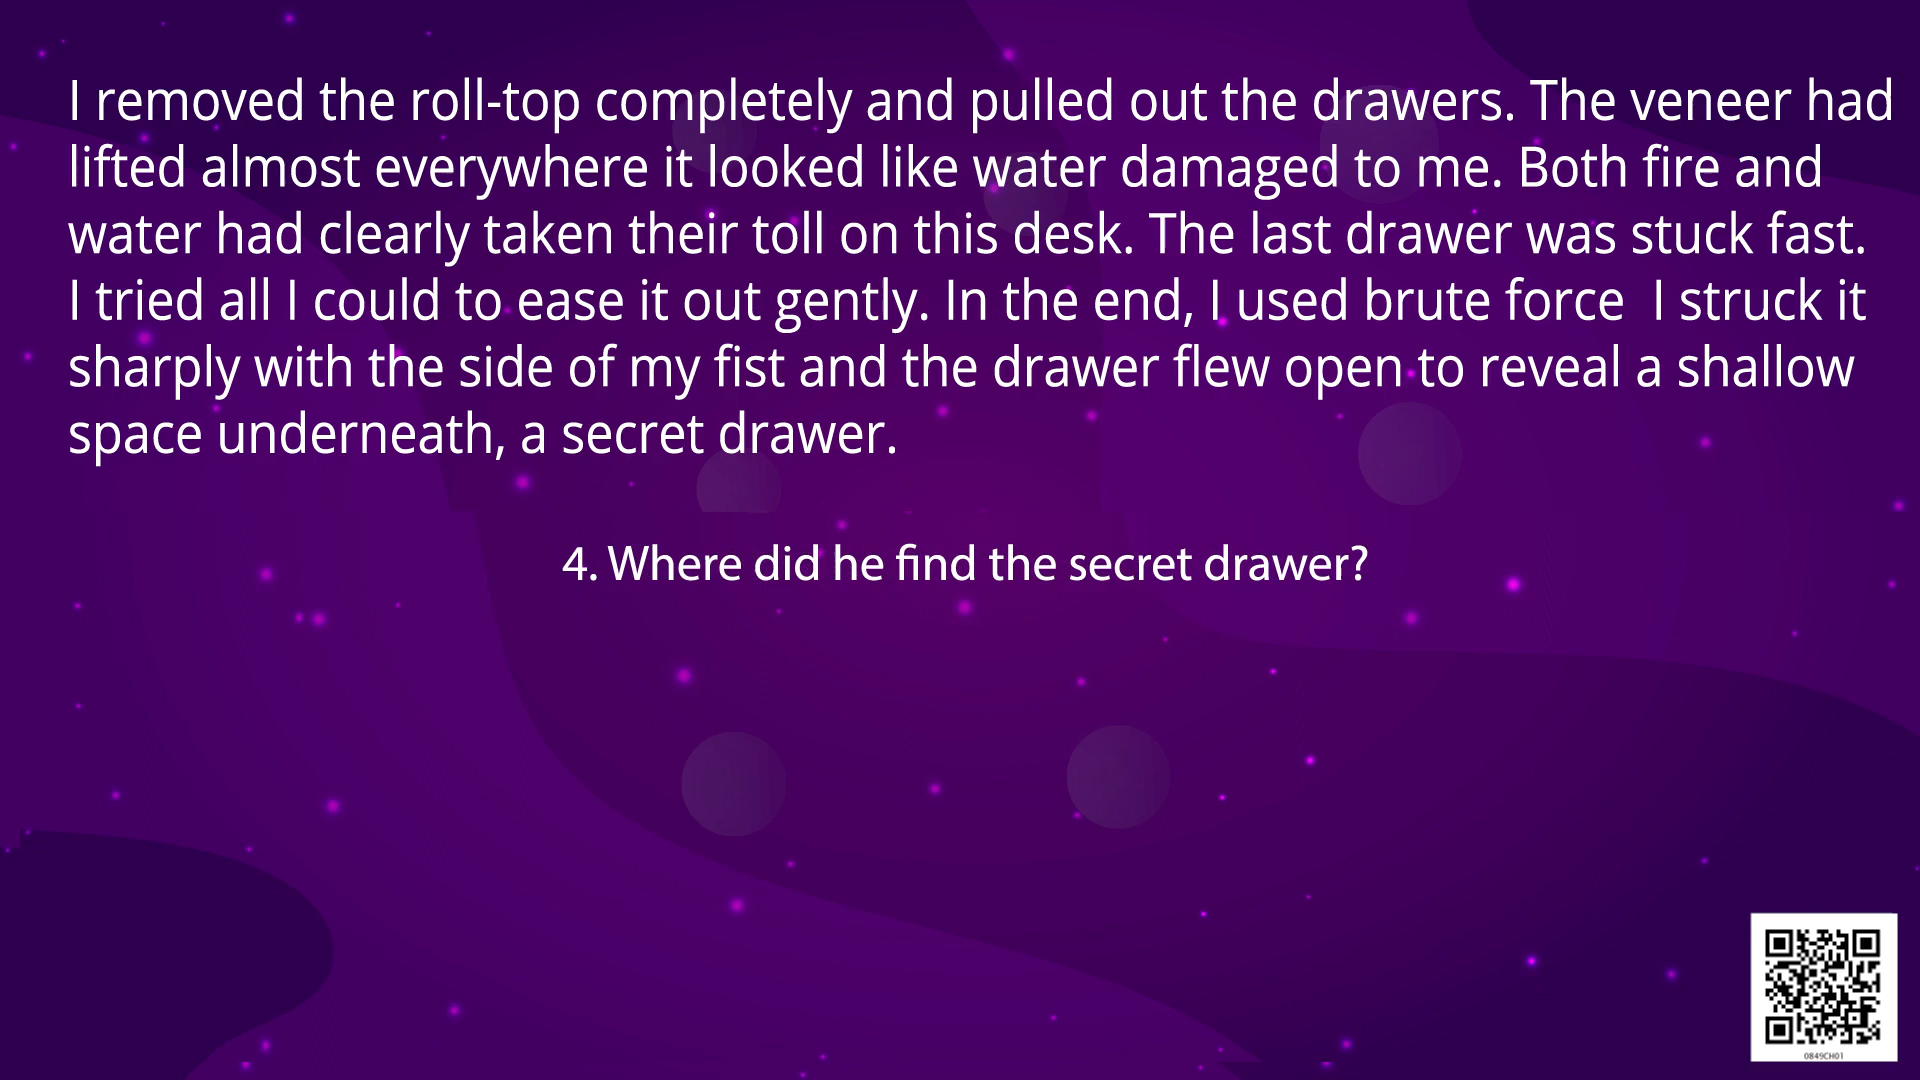 I removed the roll-top completely and pulled out the drawers. The veneer had
lifted almost everywhere it looked like water damaged to me. Both fire and
water had clearly taken their toll on this desk. The last drawer was stuck fast.
I tried all I could to ease it out gently. In the end, I used brute force  I struck it
sharply with the side of my fist and the drawer flew open to reveal a shallow
space underneath, a secret drawer.
4. Where did he find the secret drawer?
0849CH01